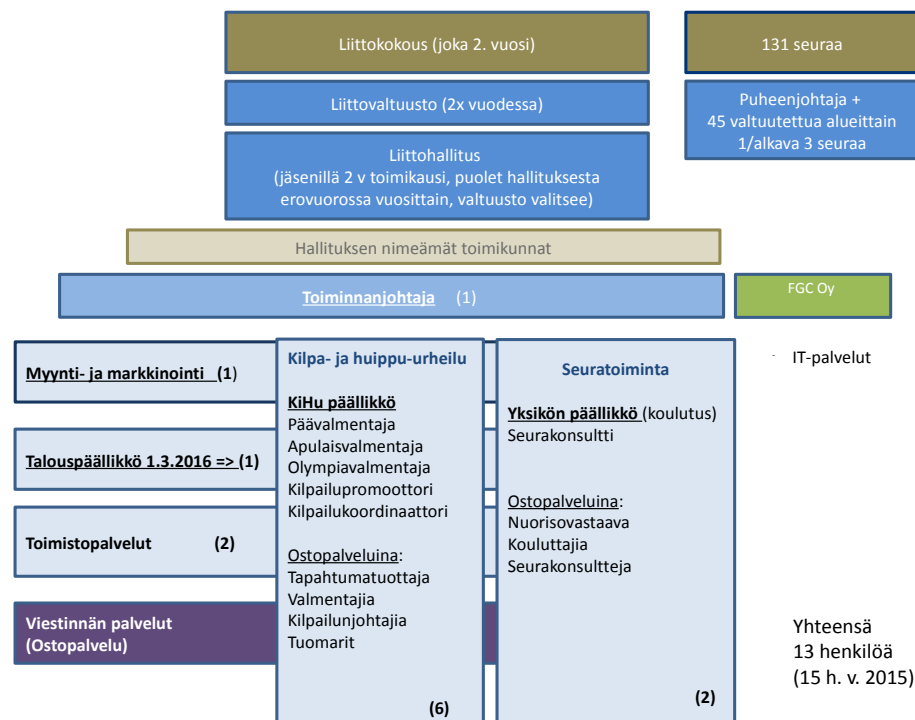 Liittokokous (joka 2. vuosi)
131 seuraa
Liittovaltuusto (2x vuodessa)
Puheenjohtaja +
45 valtuutettua alueittain
1/alkava 3 seuraa
Liittohallitus
(jäsenillä 2 v toimikausi, puolet hallituksesta
erovuorossa vuosittain, valtuusto valitsee)
Hallituksen nimeämät toimikunnat
Toiminnanjohtaja (1)
FGC Oy
- IT-palvelut
Myynti- ja markkinointi (1)
Talouspäällikkö 1.3.2016 => (1)
Toimistopalvelut (2)
Viestinnän palvelut
(Ostopalvelu)
Kilpa- ja huippu-urheilu
KiHu päällikkö
Päävalmentaja
Apulaisvalmentaja
Olympiavalmentaja
Kilpailupromoottori
Kilpailukoordinaattori
Ostopalveluina:
Tapahtumatuottaja
Valmentajia
Kilpailunjohtajia
Tuomarit
(6)
Seuratoiminta
Yksikön päällikkö (koulutus)
Seurakonsultti
Ostopalveluina:
Nuorisovastaava
Kouluttajia
Seurakonsultteja
(2)
Yhteensä
13 henkilöä
(15 h. v. 2015)